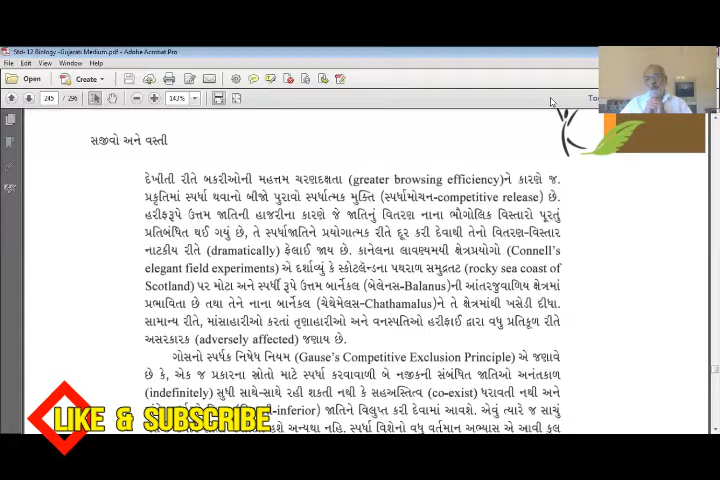 Std- 12 Biology -Gujarati Medium.pdf - Adobe Acrobat Pro
File Edit View Window Help
Open Create
245 / 296 143%
સજીવો અને વસ્તી
દેખીતી રીતે બકરીઓની મહત્તમ ચરણદક્ષતા (greater browsing efficiency)ને કારણે જ.
પ્રકૃતિમાં સ્પર્ધા થવાનો બીજો પુરાવો સ્પર્ધાત્મક મુક્તિ (સ્પર્ધામોચન-competitive release) છે.
હરીફરૂપે ઉત્તમ જાતિની હાજરીના કારણે જે જાતિનું વિતરણ નાના ભૌગોલિક વિસ્તારો પૂરતું
પ્રતિબંધિત થઈ ગયું છે, તે સ્પર્ધાજાતિને પ્રયોગાત્મક રીતે દૂર કરી દેવાથી તેનો વિતરણ-વિસ્તાર
નાટકીય રીતે (dramatically) ફેલાઈ જાય છે. કાનેલના લાવણ્યમયી ક્ષેત્રપ્રયોગો (Connell's
elegant field experiments) એ દર્શાવ્યું કે સ્કોટલેન્ડના પથરાળ સમુદ્રતટ (rocky sea coast of
Scotland) પર મોટા અને સ્પર્ધી રૂપે ઉત્તમ બાર્નેકલ (બેલેનસ-Balanus)ની આંતરજુવાળિય ક્ષેત્રમાં
પ્રભાવિતા છે તથા તેને નાના બાર્નેકલ (ચેથેમેલસ-Chathamalus)ને તે ક્ષેત્રમાંથી ખસેડી દીધા.
સામાન્ય રીતે, માંસાહારીઓ કરતાં તૃણાહારીઓ અને વનસ્પતિઓ હરીફાઈ દ્વારા વધુ પ્રતિકૂળ રીતે
અસરકારક (adversely affected) જણાય છે.
ગોસનો સ્પર્ધક નિષેધ નિયમ (Gause's Competitive Exclusion Principle) એ જણાવે
છે કે, એક જ પ્રકારના સ્રોતો માટે સ્પર્ધા કરવાવાળી બે નજીકની સંબંધિત જાતિઓ અનંતકાળ
(indefinitely) સુધી સાથે-સાથે રહી શકતી નથી કે સહઅસ્તિત્વ (co-exist) ધરાવતી નથી અને
-inferior) જાતિને વિલુપ્ત કરી દેવામાં આવશે. એવું ત્યારે જ સાચું
હશે અન્યથા નહિ. સ્પર્ધા વિશેનો વધુ વર્તમાન અભ્યાસ એ આવી કુલ
LIKE & SUBSCRIBE